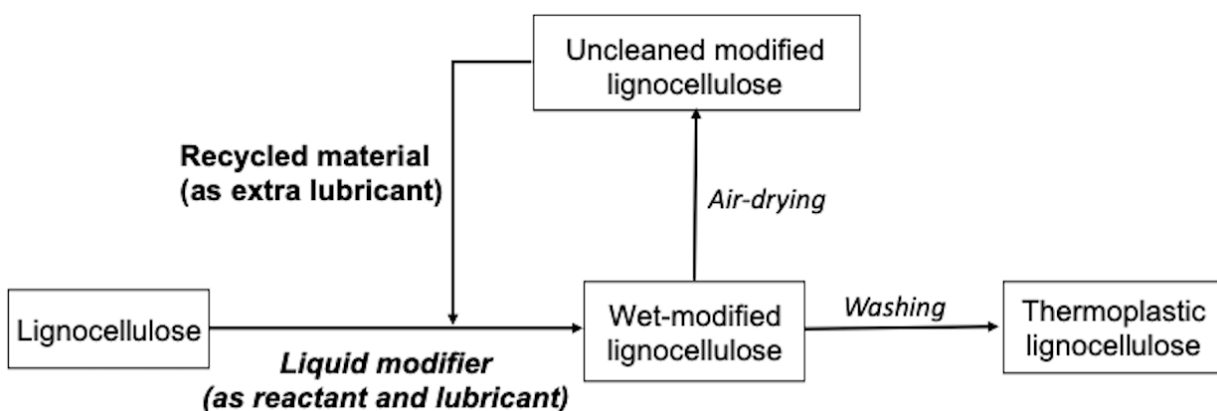 Uncleaned modified
lignocellulose
Recycled material
(as extra lubricant)
Air-drying
Lignocellulose
Liquid modifier
(as reactant and lubricant)
Wet-modified
lignocellulose
Washing
Thermoplastic
lignocellulose